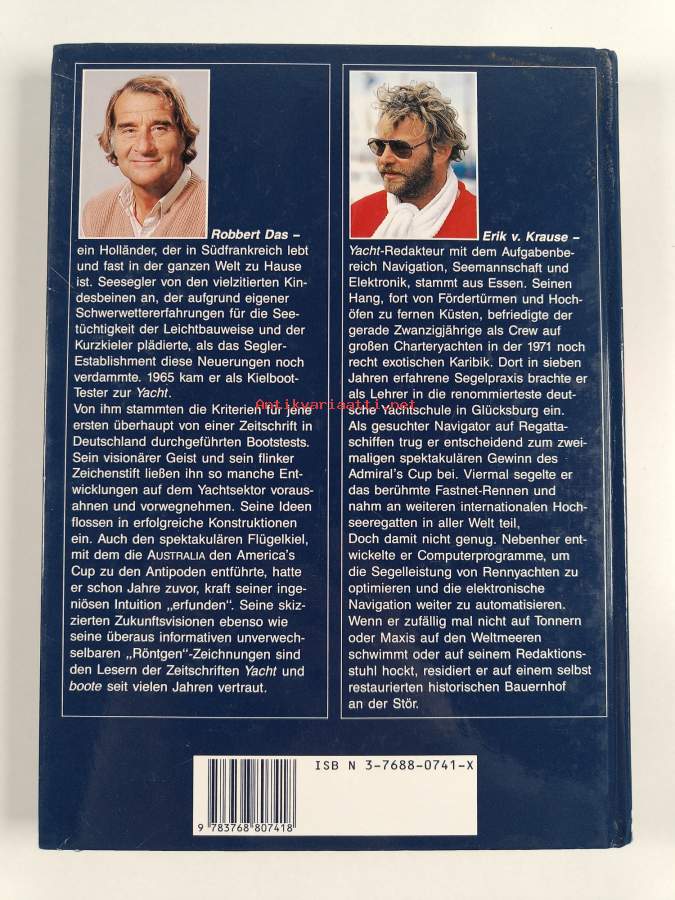 Robbert Das –
ein Holländer, der in Südfrankreich lebt
und fast in der ganzen Welt zu Hause
ist. Seesegler von den vielzitierten Kin-
desbeinen an, der aufgrund eigener
Schwerwettererfahrungen für die See-
tüchtigkeit der Leichtbauweise und der
Kurzkieler plädierte, als das Segler-
Establishment diese Neuerungen noch
verdammte. 1965 kam er als Kielboot-
Tester zur Yacht.
Von ihm stammten die Kriterien für jene
ersten überhaupt von einer Zeitschrift in
Deutschland durchgeführten Bootstests.
Sein visionärer Geist und sein flinker
Zeichenstift ließen ihn so manche Ent-
wicklungen auf dem Yachtsektor voraus-
ahnen und vorwegnehmen. Seine Ideen
flossen in erfolgreiche Konstruktionen
ein. Auch den spektakulären Flügelkiel,
mit dem die AUSTRALIA den America's
Cup zu den Antipoden entführte, hatte
er schon Jahre zuvor, kraft seiner inge-
niösen Intuition „erfunden“. Seine skiz-
zierten Zukunftsvisionen ebenso wie
seine überaus informativen unverwech-
selbaren „Röntgen“-Zeichnungen sind
den Lesern der Zeitschriften Yacht und
boote seit vielen Jahren vertraut.
Erik v. Krause –
Yacht-Redakteur mit dem Aufgabenbe-
reich Navigation, Seemannschaft und
Elektronik, stammt aus Essen. Seinen
Hang, fort von Fördertürmen und Hoch-
öfen zu fernen Küsten, befriedigte der
gerade Zwanzigjährige als Crew auf
großen Charteryachten in der 1971 noch
recht exotischen Karibik. Dort in sieben
Jahren erfahrene Segelpraxis brachte er
als Lehrer in die renommierteste deut-
sche Yachtschule in Glücksburg ein.
Als gesuchter Navigator auf Regatta-
schiffen trug er entscheidend zum zwei-
maligen spektakulären Gewinn des
Admiral's Cup bei. Viermal segelte er
das berühmte Fastnet-Rennen und
nahm an weiteren internationalen Hoch-
seeregatten in aller Welt teil,
Doch damit nicht genug. Nebenher ent-
wickelte er Computerprogramme, um
die Segelleistung von Rennyachten zu
optimieren und die elektronische
Navigation weiter zu automatisieren.
Wenn er zufällig mal nicht auf Tonnern
oder Maxis auf den Weltmeeren
schwimmt oder auf seinem Redaktions-
stuhl hockt, residiert er auf einem selbst
restaurierten historischen Bauernhof
an der Stör.
Antikvariaatti.net
ISB N 3-7688-0741-X
9 783768 807418